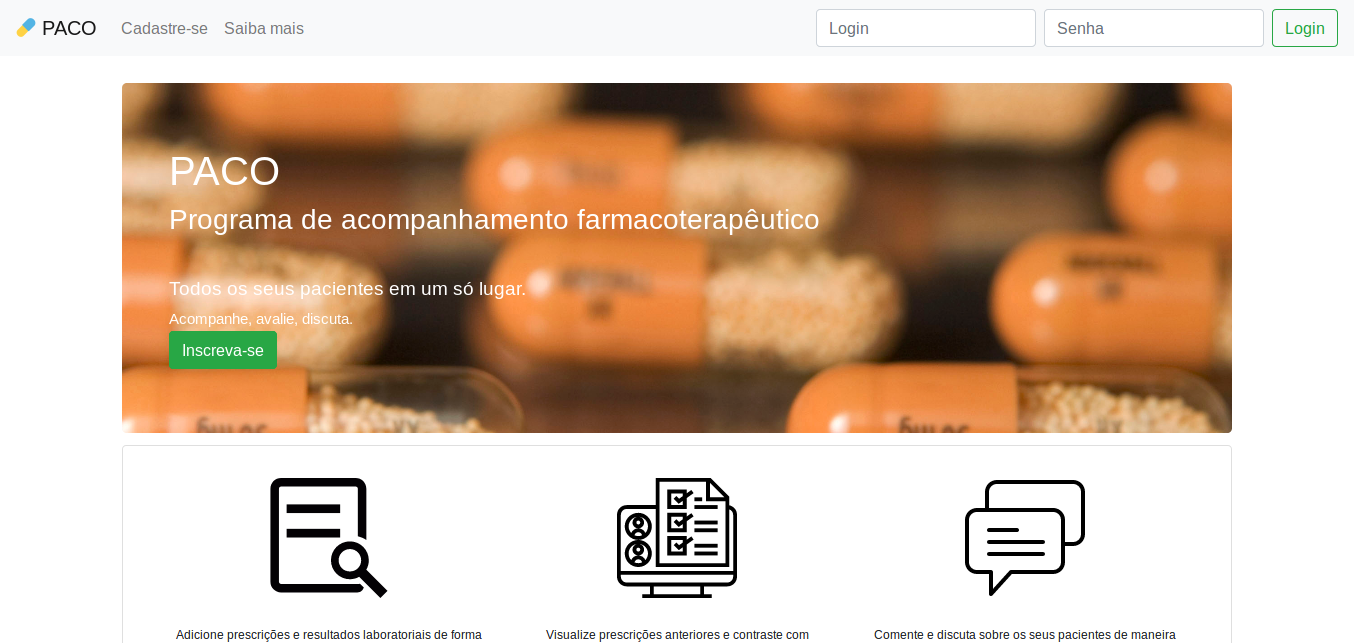 PACO
Cadastre-se
Saiba mais
Login
Senha
Login
PACO
Programa de acompanhamento farmacoterapêutico
Todos os seus pacientes em um só lugar.
Acompanhe, avalie, discuta.
Inscreva-se
Adicione prescrições e resultados laboratoriais de forma
Visualize prescrições anteriores e contraste com
Comente e discuta sobre os seus pacientes de maneira